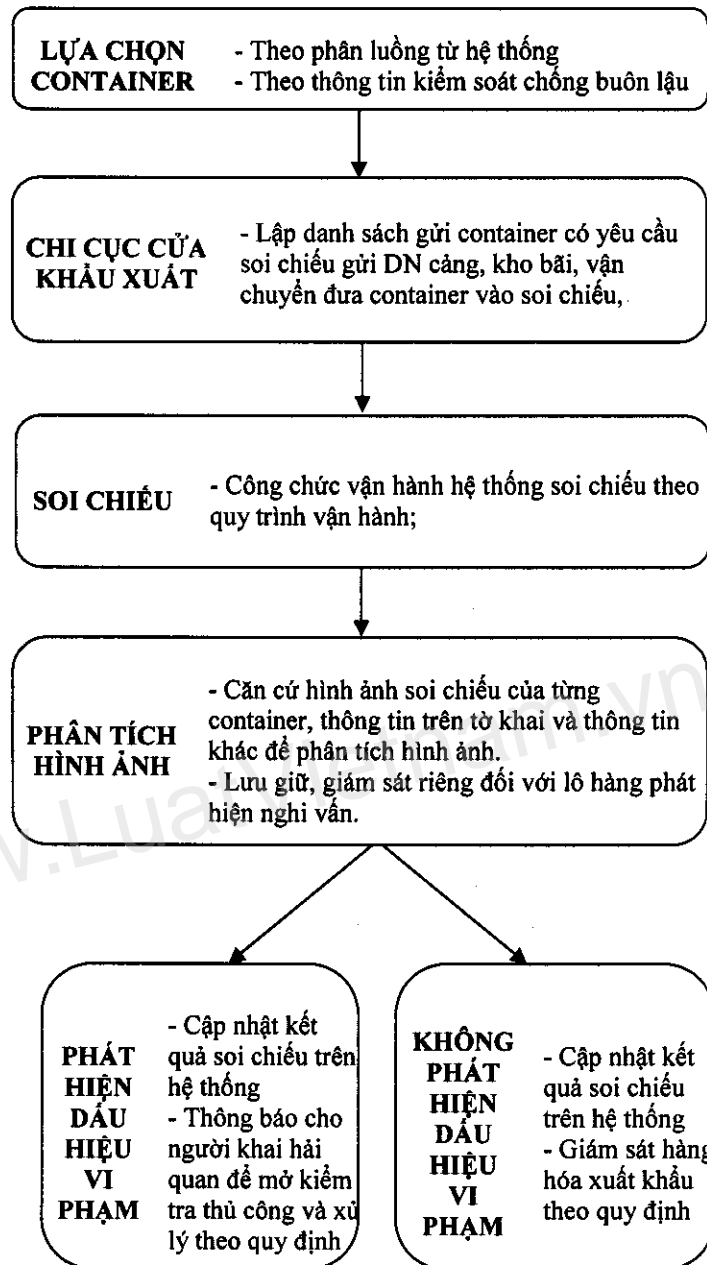 LỰA CHỌN
CONTAINER
- Theo phân luồng từ hệ thống
- Theo thông tin kiểm soát chống buôn lậu
CHI CỤC CỬA
KHẨU XUẤT
- Lập danh sách gửi container có yêu cầu
soi chiếu gửi DN cảng, kho bãi, vận
chuyển đưa container vào soi chiếu,
SOI CHIẾU
- Công chức vận hành hệ thống soi chiếu theo
quy trình vận hành;
PHÂN TÍCH
HÌNH ẢNH
- Căn cứ hình ảnh soi chiếu của từng
container, thông tin trên tờ khai và thông tin
khác để phân tích hình ảnh.
- Lưu giữ, giám sát riêng đối với lô hàng phát
hiện nghi vấn.
PHÁT
HIỆN
DẤU
HIỆU
VI
PHẠM
- Cập nhật kết
quả soi chiếu trên
hệ thống
- Thông báo cho
người khai hải
quan để mở kiểm
tra thủ công và xử
lý theo quy định
KHÔNG
PHÁT
HIỆN
DẤU
HIỆU
VI
PHẠM
- Cập nhật kết
quả soi chiếu
trên hệ thống
- Giám sát hàng
hóa xuất khẩu
theo quy định
w.LuatVietnam.vn